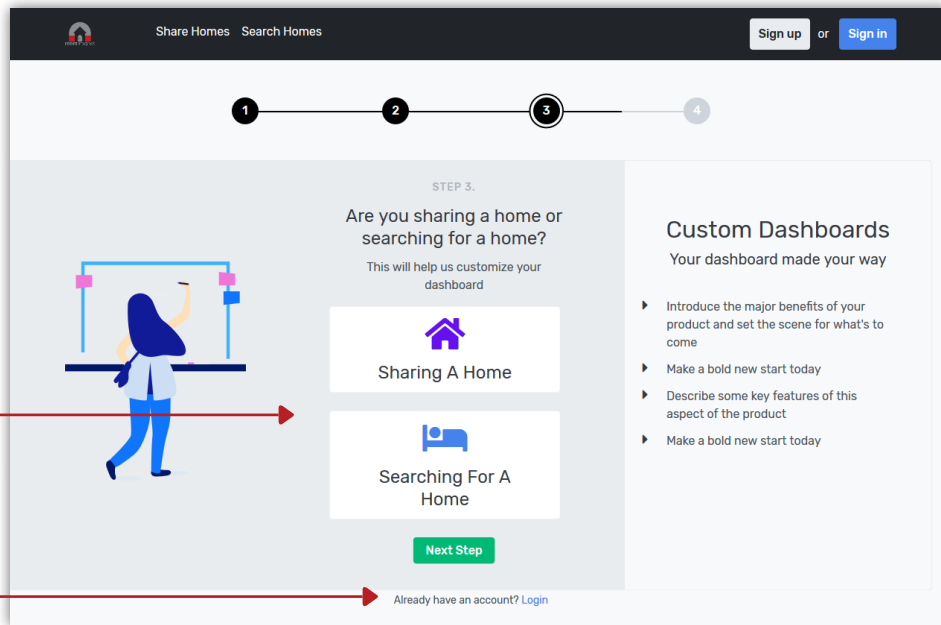 Share Homes Search Homes
Sign up or Sign in
1 2 3 4
STEP 3.
Are you sharing a home or
searching for a home?
This will help us customize your
dashboard
Sharing A Home
Searching For A
Home
Next Step
Already have an account? Login
Custom Dashboards
Your dashboard made your way
Introduce the major benefits of your
product and set the scene for what's to
come
Make a bold new start today
Describe some key features of this
aspect of the product
Make a bold new start today